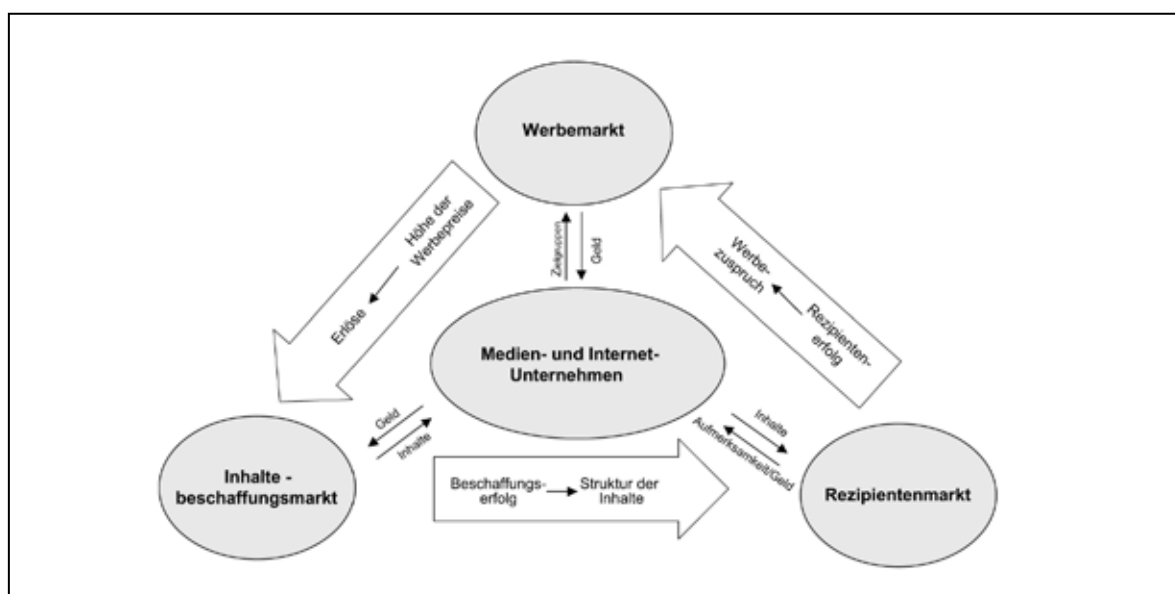 Werbemarkt
Höhe der
Werbepreise
Erlöse
Zielgruppen
Geld
Werbe-
zuspruch
Rezipienten-
erfolg
Medien- und Internet-
Unternehmen
Geld
Inhalte
Inhalte
Aufmerksamkeit/Geld
Inhalte -
beschaffungsmarkt
Beschaffungs-
erfolg
Struktur der
Inhalte
Rezipientenmarkt